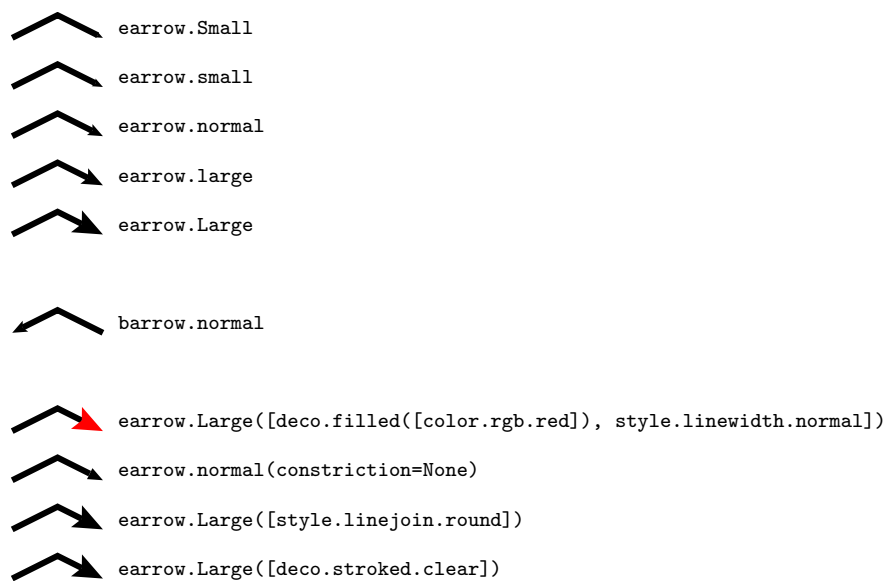 earrow.Small
earrow.small
earrow.normal
earrow.large
earrow.Large
barrow.normal
earrow.Large([deco.filled([color.rgb.red]), style.linewidth.normal])
earrow.normal(constriction=None)
earrow.Large([style.linejoin.round])
earrow.Large([deco.stroked.clear])